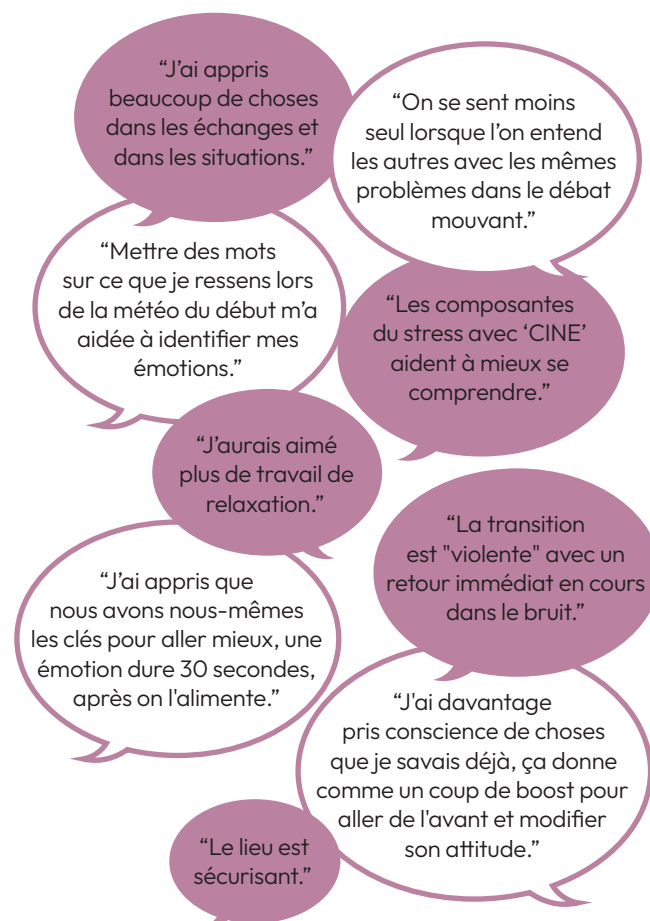 “J’ai appris
beaucoup de choses
dans les échanges et
dans les situations.”
“On se sent moins
seul lorsque l’on entend
les autres avec les mêmes
problèmes dans le débat
mouvant.”
“Mettre des mots
sur ce que je ressens lors
de la météo du début m’a
aidée à identifier mes
émotions.”
“Les composantes
du stress avec ‘CINE’
aident à mieux se
comprendre.”
“J’aurais aimé
plus de travail de
relaxation.”
“La transition
est "violente" avec un
retour immédiat en cours
dans le bruit.”
“J’ai appris que
nous avons nous-mêmes
les clés pour aller mieux, une
émotion dure 30 secondes,
après on l'alimente.”
“J'ai davantage
pris conscience de choses
que je savais déjà, ça donne
comme un coup de boost pour
aller de l'avant et modifier
son attitude.”
“Le lieu est
sécurisant.”